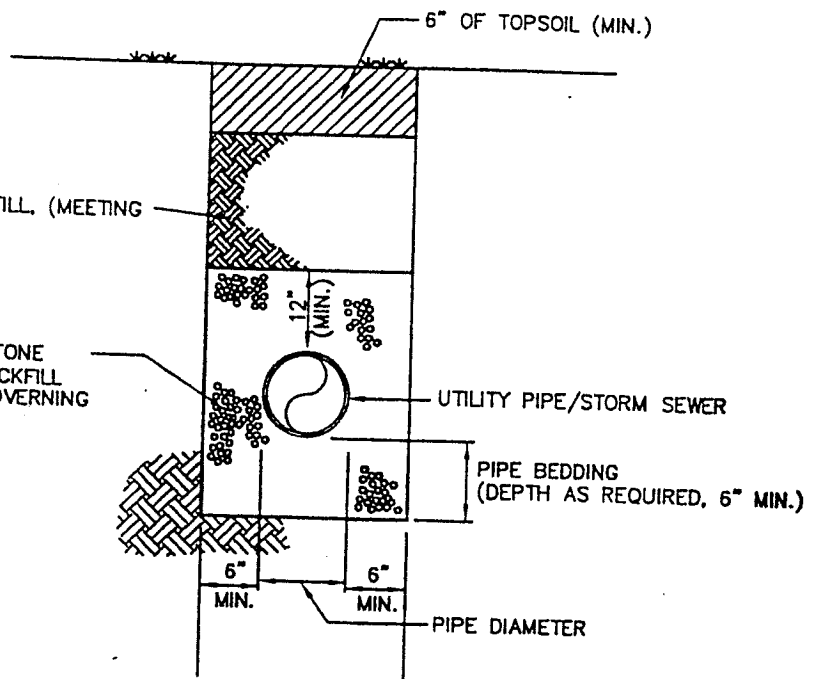 6" OF TOPSOIL (MIN.)
ILL, (MEETING
12"
(MIN.)
TONE
CKFILL
OVERNING
UTILITY PIPE/STORM SEWER
PIPE BEDDING
(DEPTH AS REQUIRED, 6" MIN.)
6"
MIN.
6"
MIN.
PIPE DIAMETER